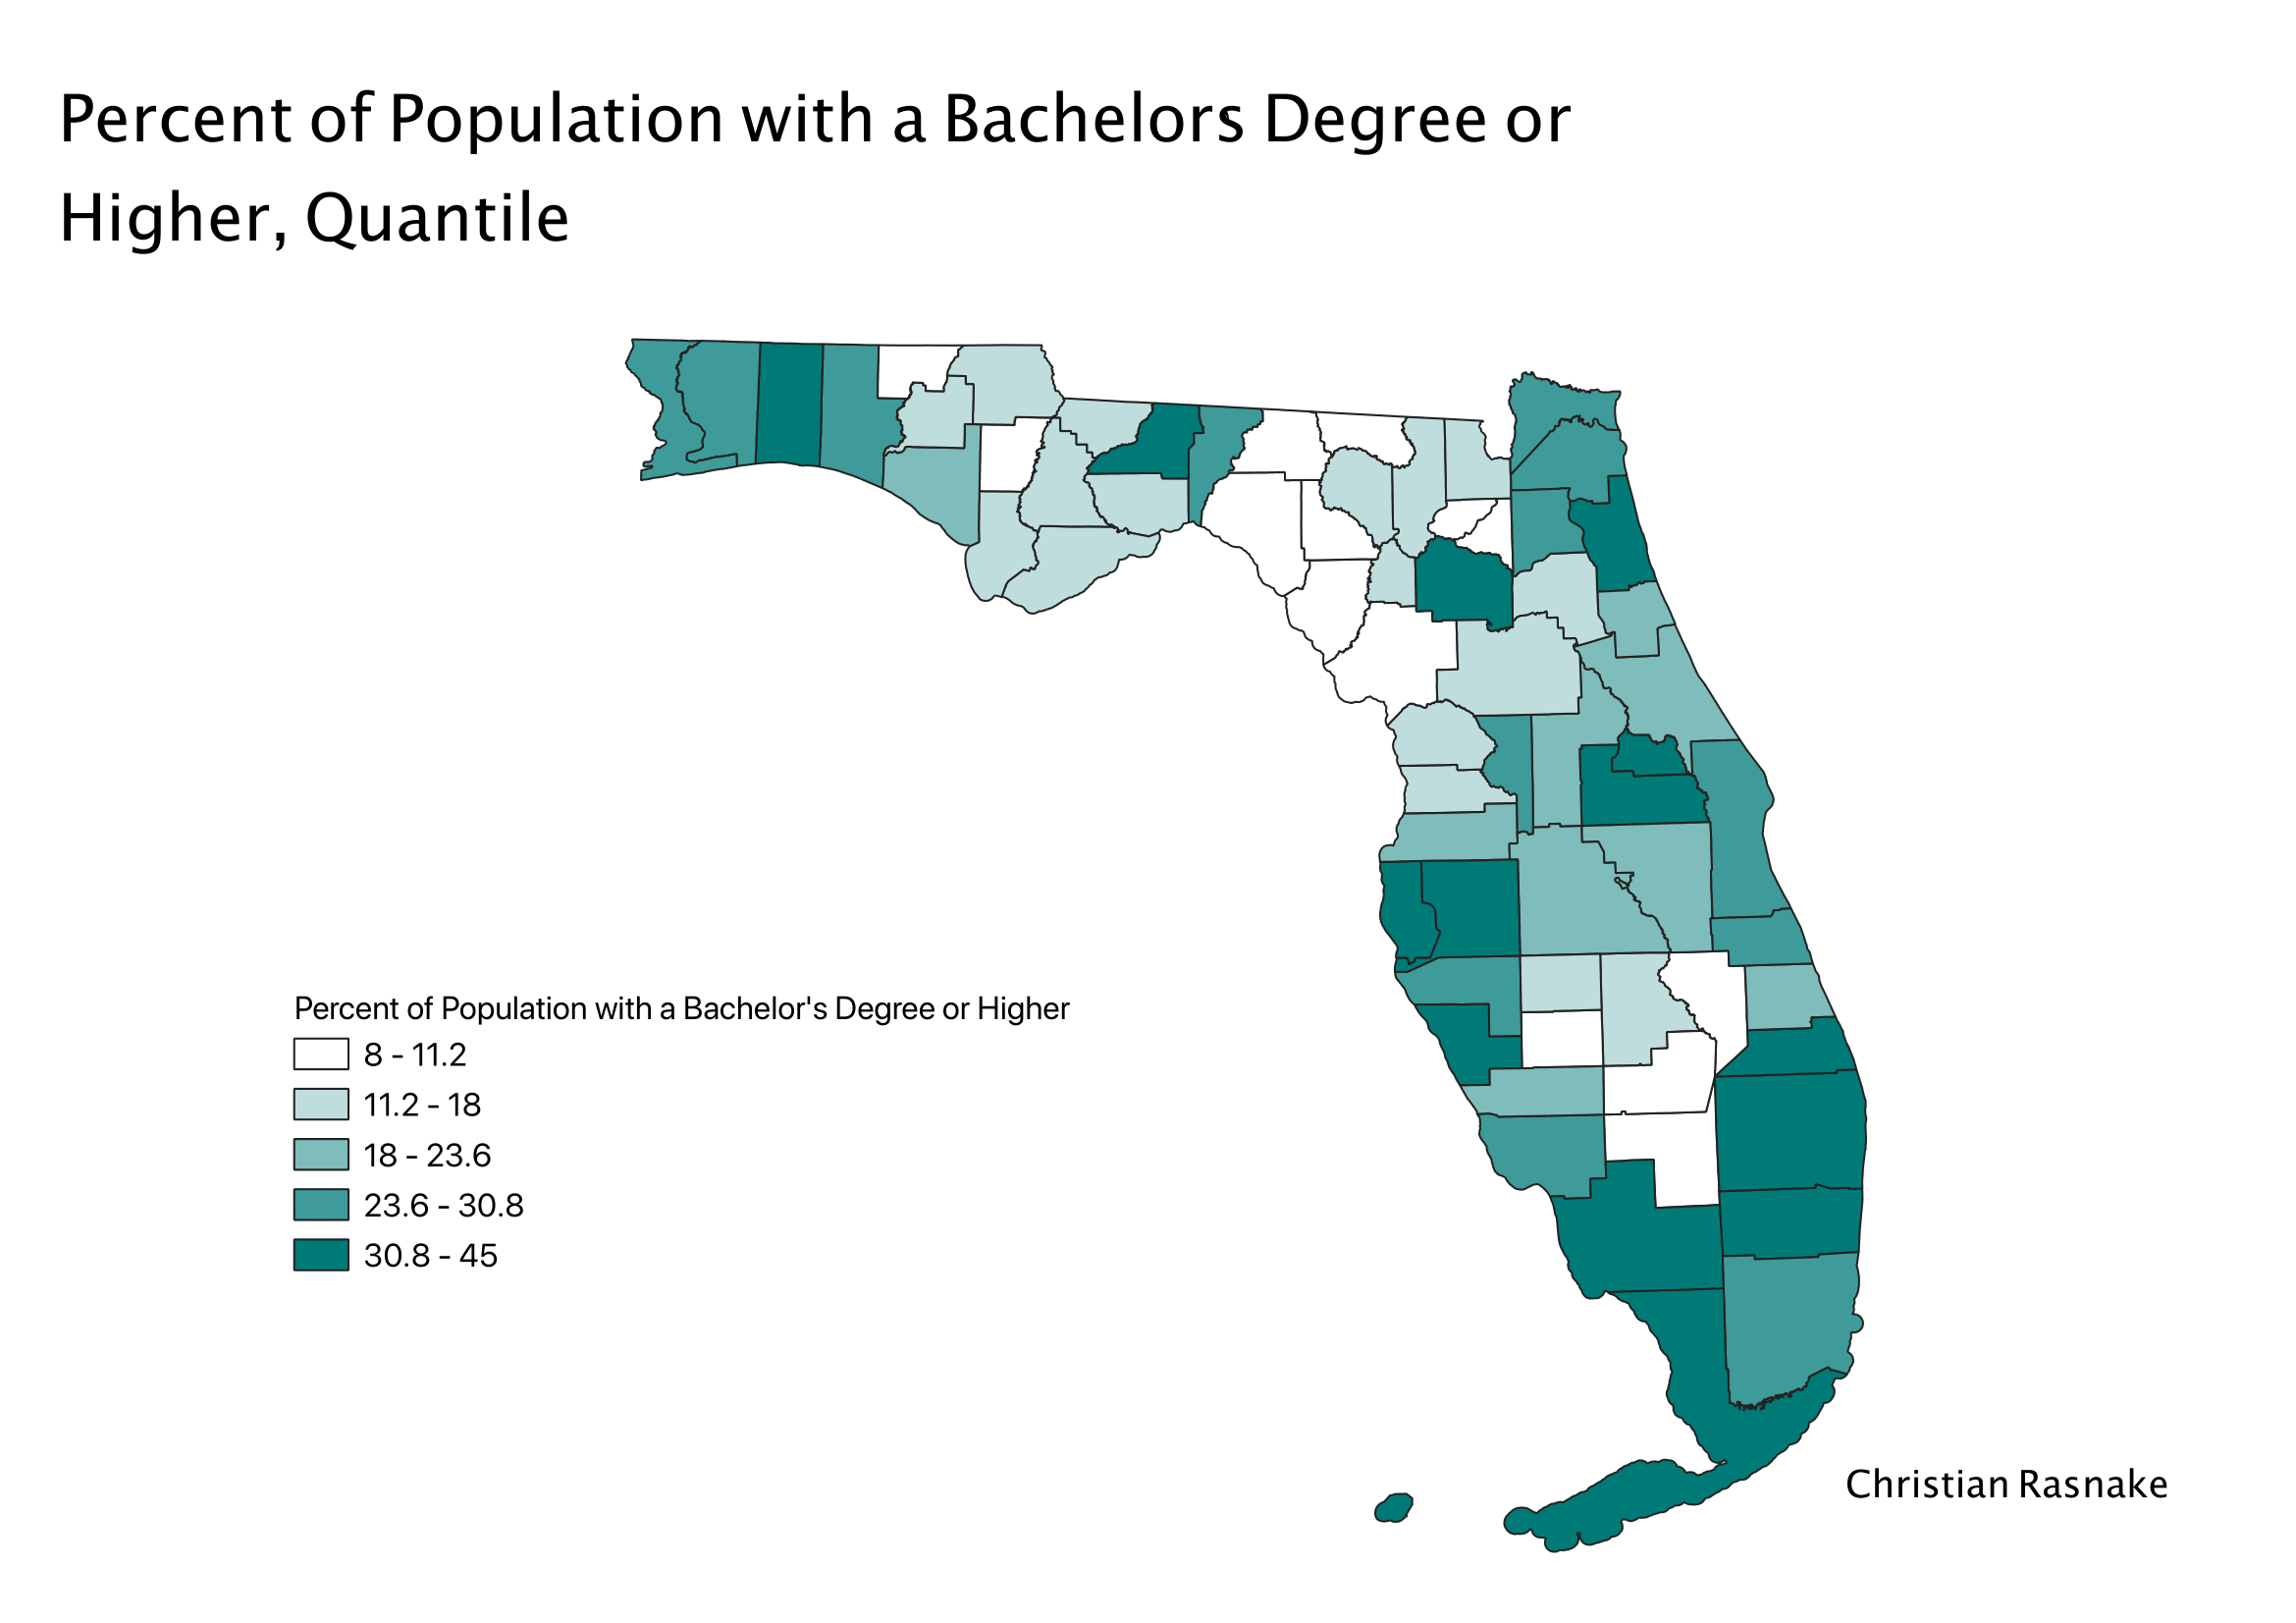 Percent of Population with a Bachelors Degree or
Higher, Quantile
Percent of Population with a Bachelor's Degree or Higher
8 - 11.2
11.2 - 18
18 - 23.6
23.6 - 30.8
30.8 - 45
Christian Rasnake